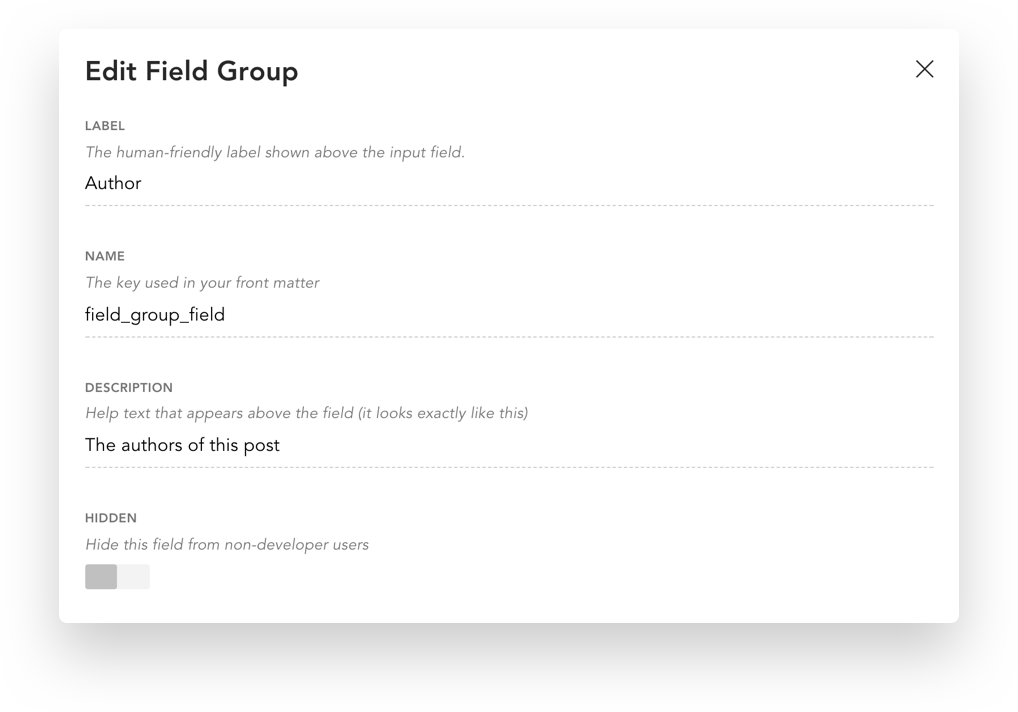 Edit Field Group
LABEL
The human-friendly label shown above the input field.
Author
NAME
The key used in your front matter
field_group_field
DESCRIPTION
Help text that appears above the field (it looks exactly like this)
The authors of this post
HIDDEN
Hide this field from non-developer users